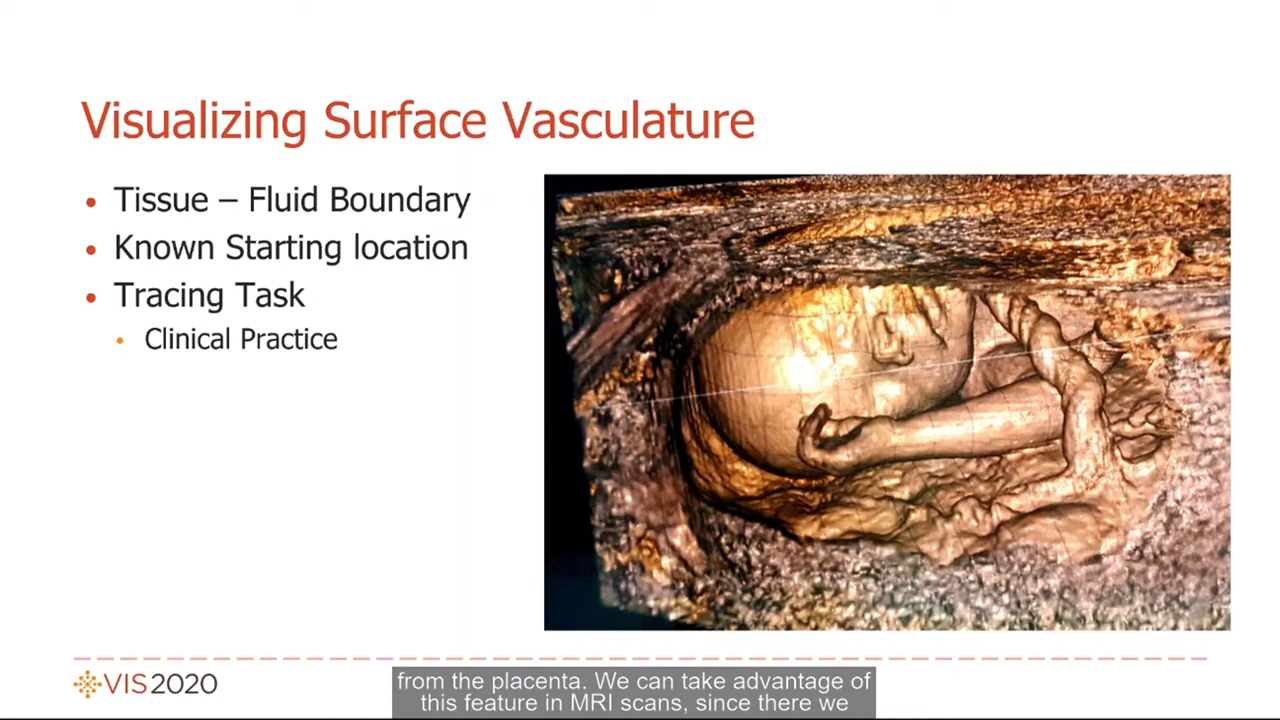 Visualizing Surface Vasculature
• Tissue – Fluid Boundary
• Known Starting location
• Tracing Task
• Clinical Practice
VIS2020
from the placenta. We can take advantage of
this feature in MRI scans, since there we